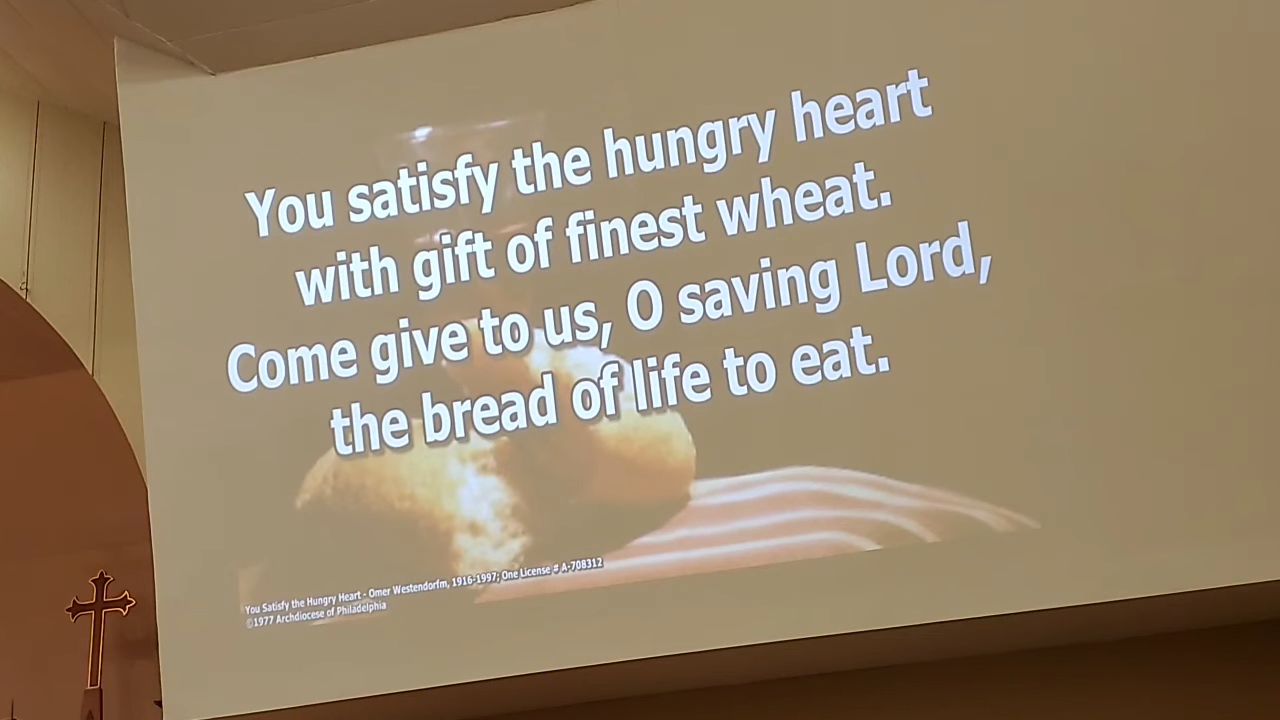 You satisfy the hungry heart
with gift of finest wheat.
Come give to us, O saving Lord,
the bread of life to eat.
You Satisfy the Hungry Heart - Omer Westendorfm, 1916-1997; One License # A-708312
©1977 Archdiocese of Philadelphia